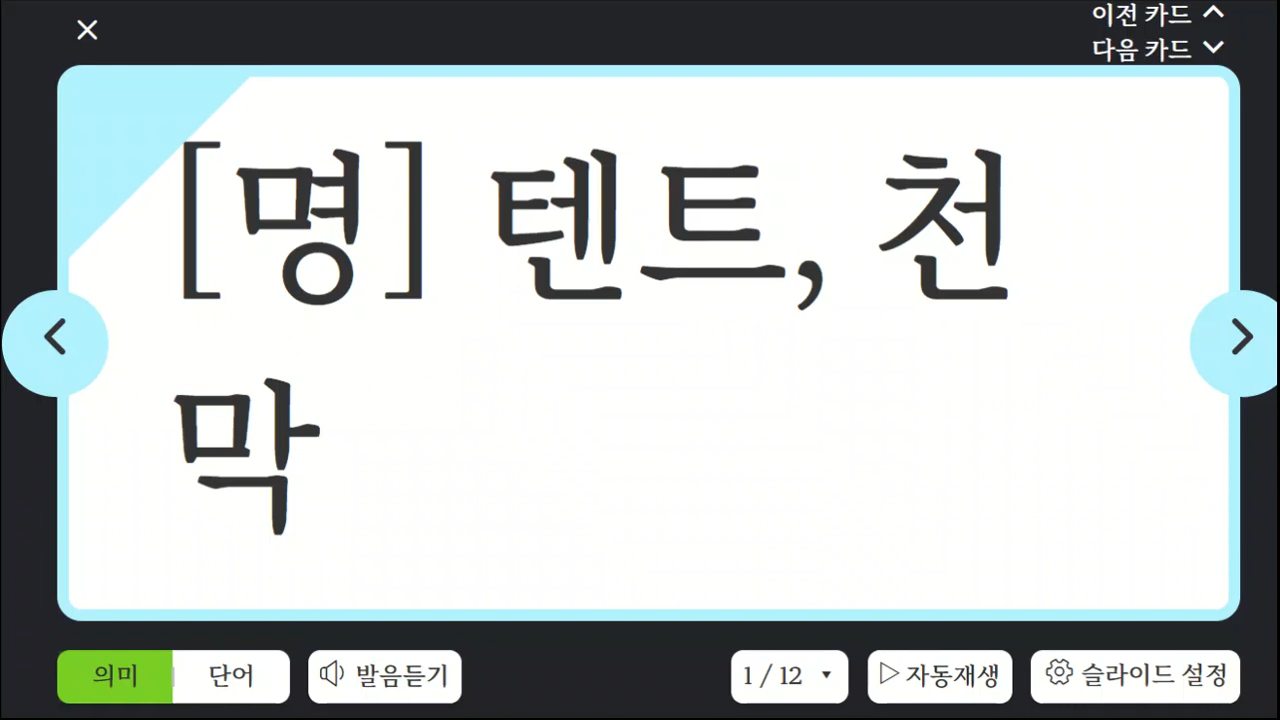 이전 카드
다음 카드
[명] 텐트, 천
막
의미 단어 발음듣기 1 / 12 자동재생 슬라이드 설정